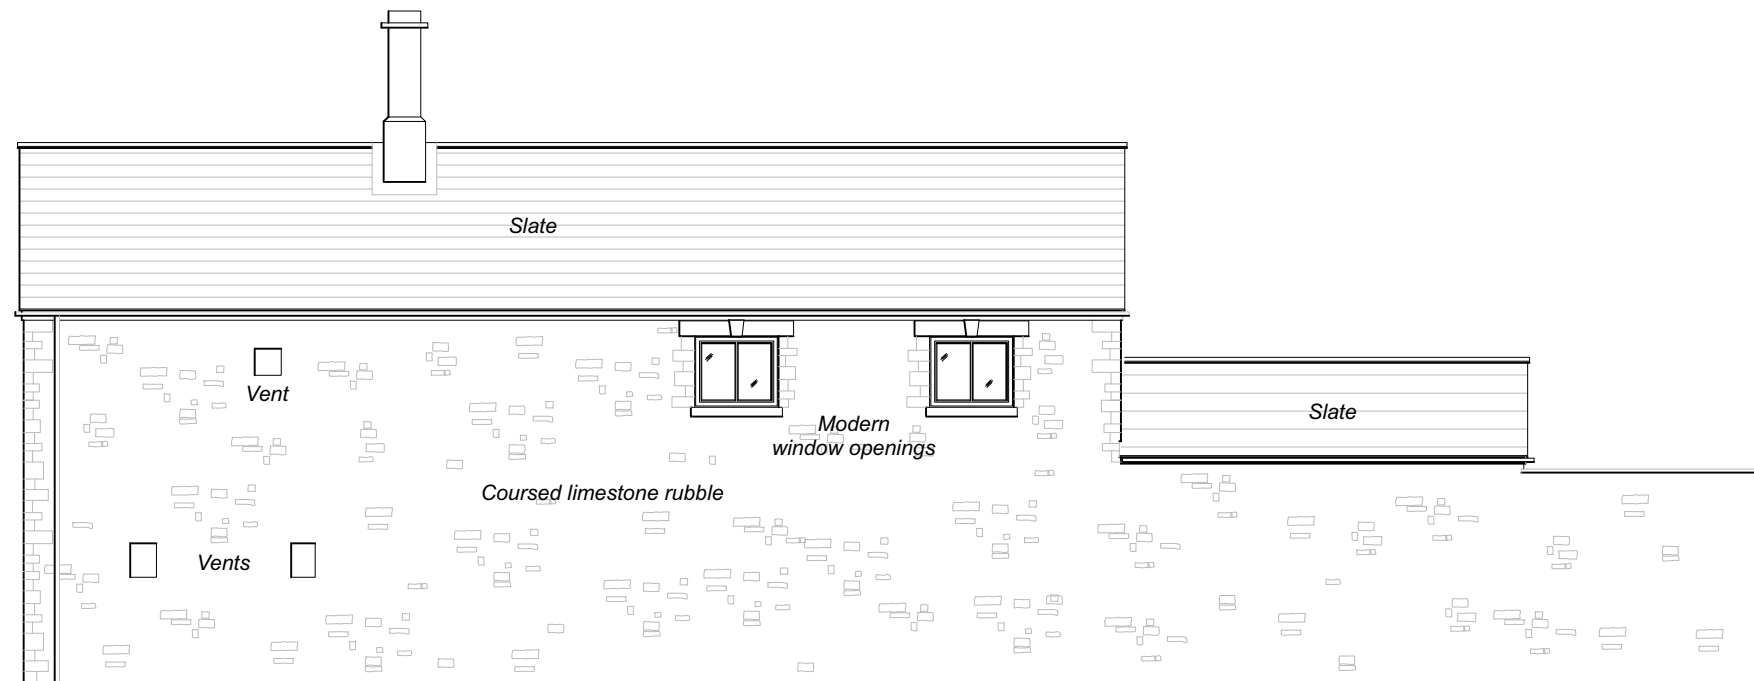 Slate
Vent
Slate
Modern
window openings
Coursed limestone rubble
Vents